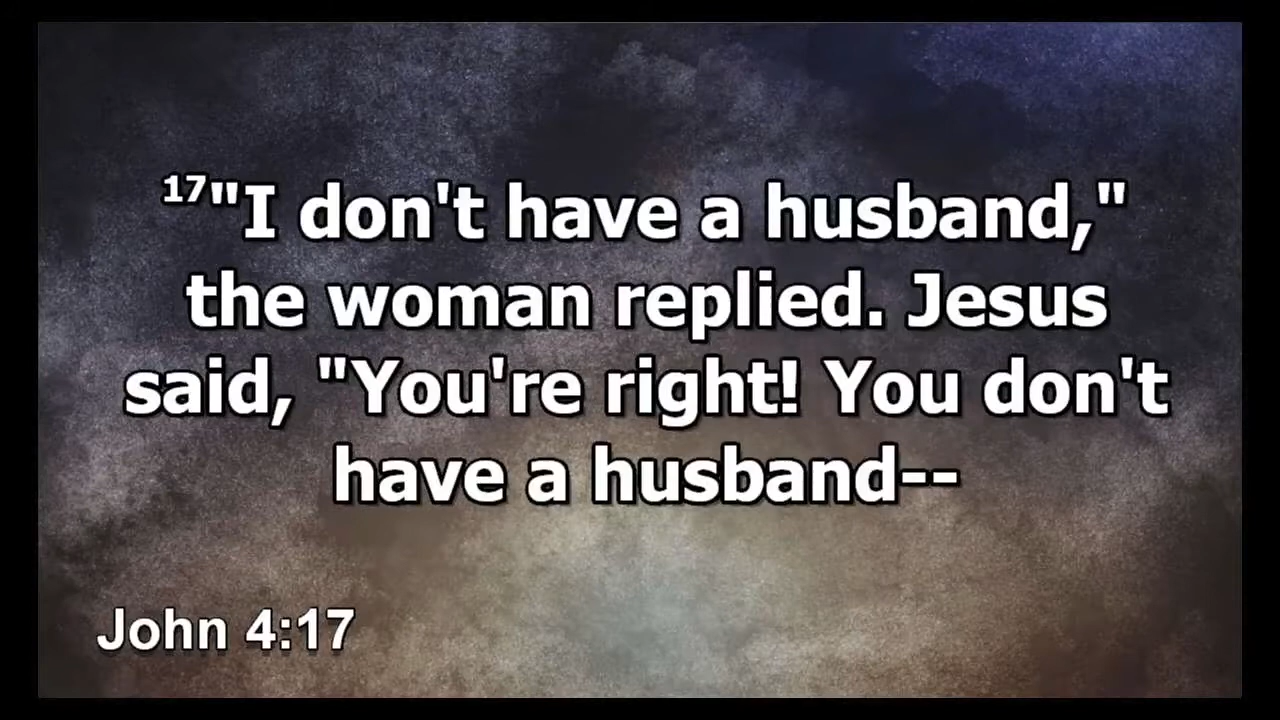 17"I don't have a husband,"
the woman replied. Jesus
said, "You're right! You don't
have a husband--
John 4:17